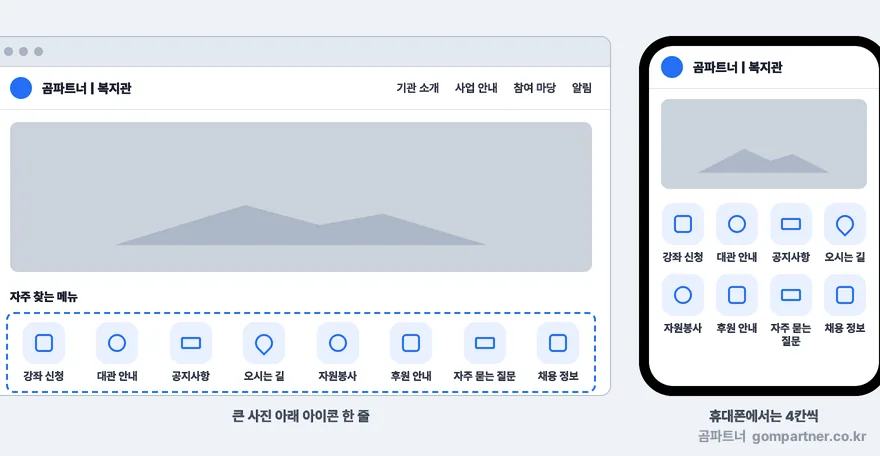 곰파트너 | 복지관
기관 소개 사업 안내 참여 마당 알림
자주 찾는 메뉴
강좌 신청 대관 안내 공지사항 오시는 길 자원봉사 후원 안내 자주 묻는 질문 채용 정보
큰 사진 아래 아이콘 한 줄
곰파트너 | 복지관
강좌 신청 대관 안내 공지사항 오시는 길
자원봉사 후원 안내 자주 묻는 채용 정보
질문
휴대폰에서는 4칸씩
곰파트너 gompartner.co.kr